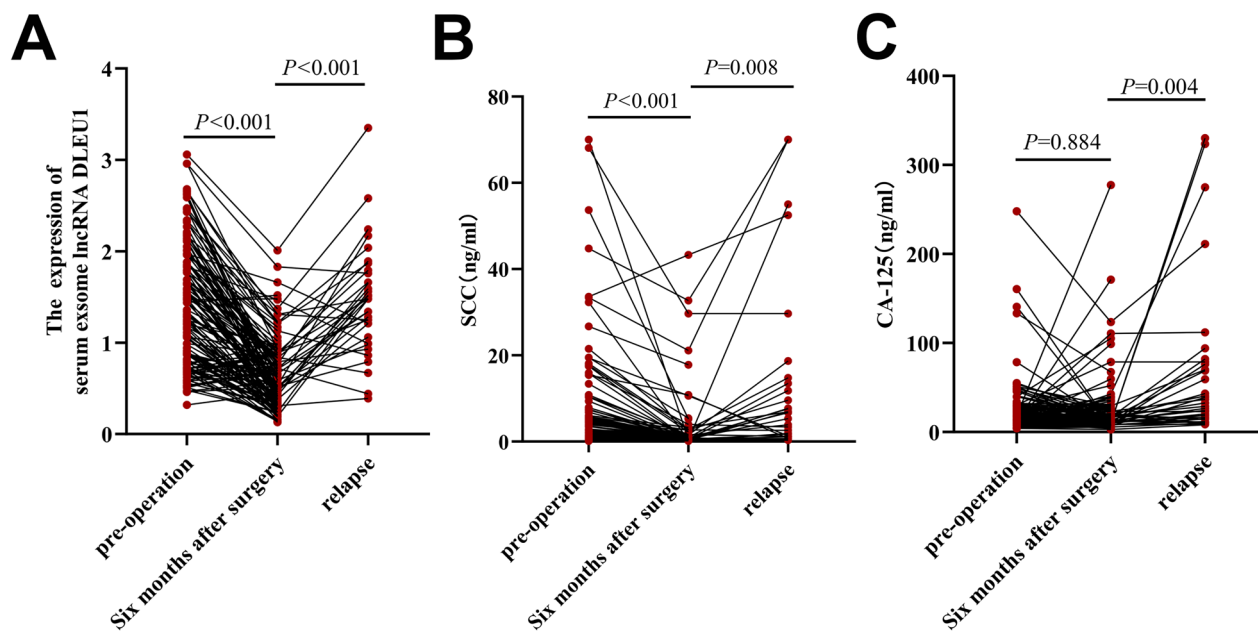 A
B
C
The expression of
serum exsome lncRNA DLEU1
4
3
2
1
0
P<0.001
P<0.001
pre-operation
Six months after surgery
relapse
SCC(ng/ml)
80
60
40
20
0
P<0.001
P=0.008
pre-operation
Six months after surgery
relapse
CA-125(ng/ml)
400
300
200
100
0
P=0.884
P=0.004
pre-operation
Six months after surgery
relapse